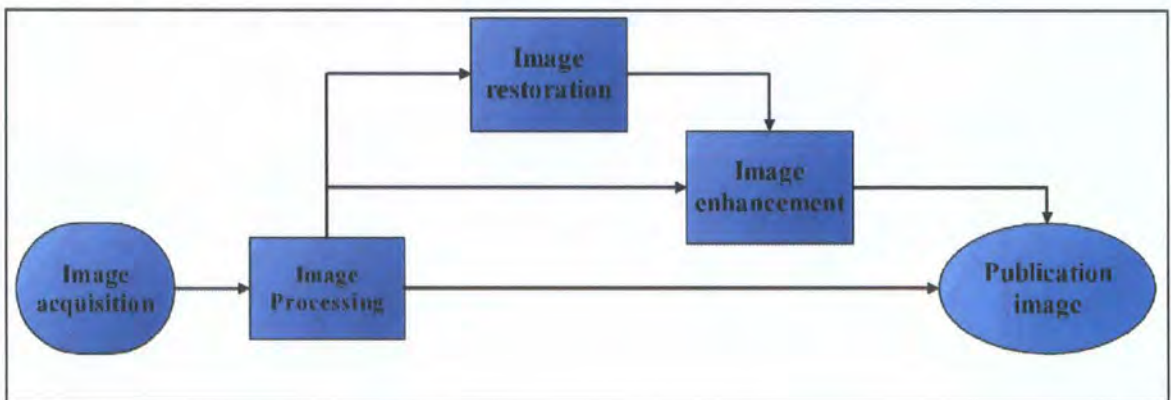 Image
restoration
Image
enhancement
Image
acquisition
Image
Processing
Publication
image